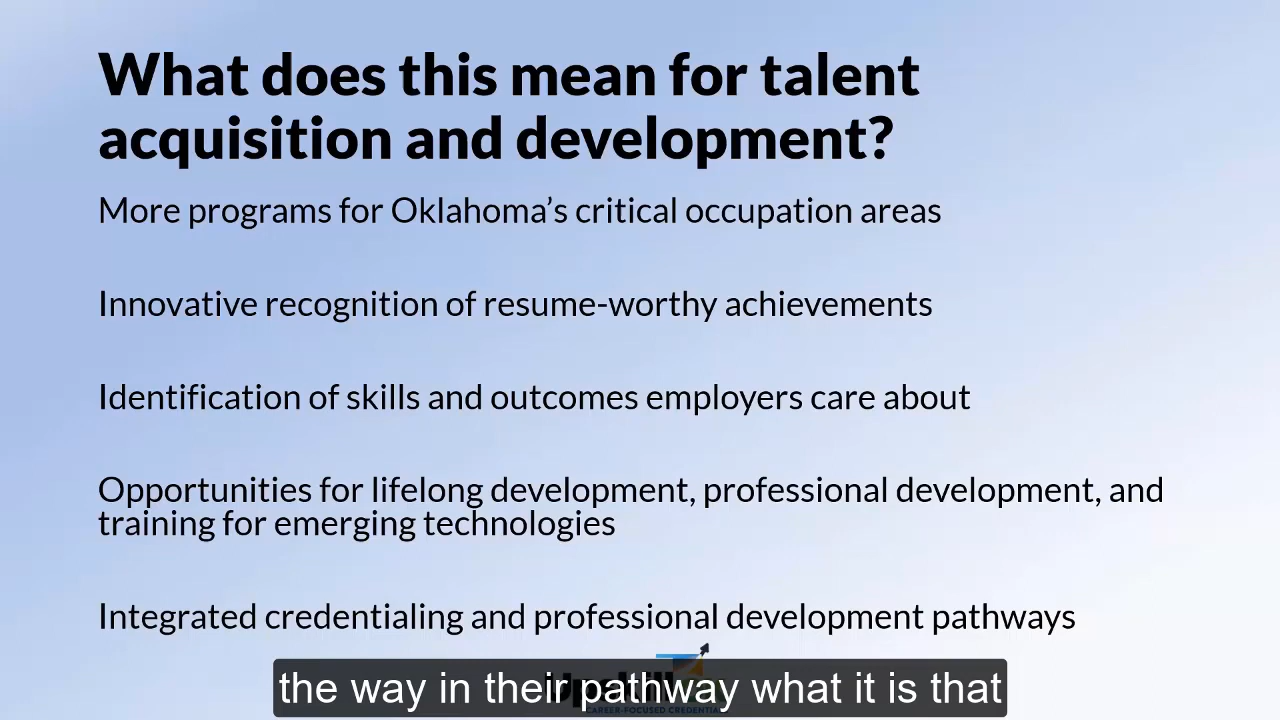 What does this mean for talent
acquisition and development?
More programs for Oklahoma’s critical occupation areas
Innovative recognition of resume-worthy achievements
Identification of skills and outcomes employers care about
Opportunities for lifelong development, professional development, and
training for emerging technologies
Integrated credentialing and professional development pathways
the way in their pathway what it is that
CAREER-FOCUSED